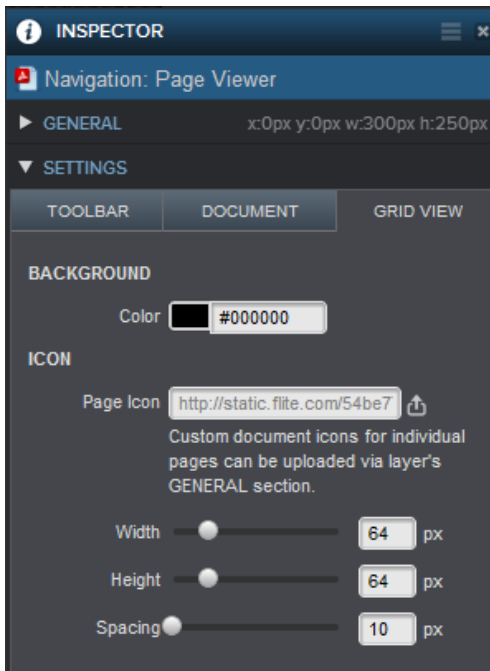 INSPECTOR
Navigation: Page Viewer
GENERAL x:0px y:0px w:300px h:250px
SETTINGS
TOOLBAR DOCUMENT GRID VIEW
BACKGROUND
Color #000000
ICON
Page Icon http://static.flite.com/54be7
Custom document icons for individual
pages can be uploaded via layer's
GENERAL section.
Width 64 px
Height 64 px
Spacing 10 px